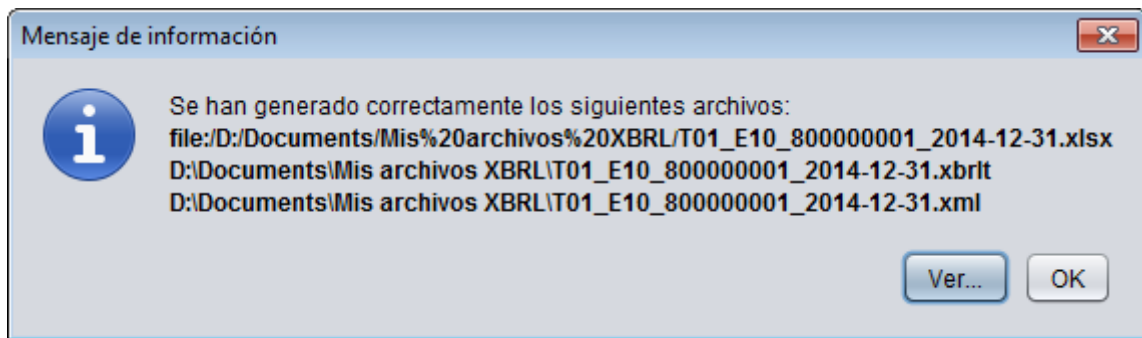 Mensaje de información
Se han generado correctamente los siguientes archivos:
file:/D:/Documents/Mis%20archivos%20XBRL/T01_E10_800000001_2014-12-31.xlsx
D:\Documents\Mis archivos XBRL\T01_E10_800000001_2014-12-31.xbrlt
D:\Documents\Mis archivos XBRL\T01_E10_800000001_2014-12-31.xml
Ver... OK